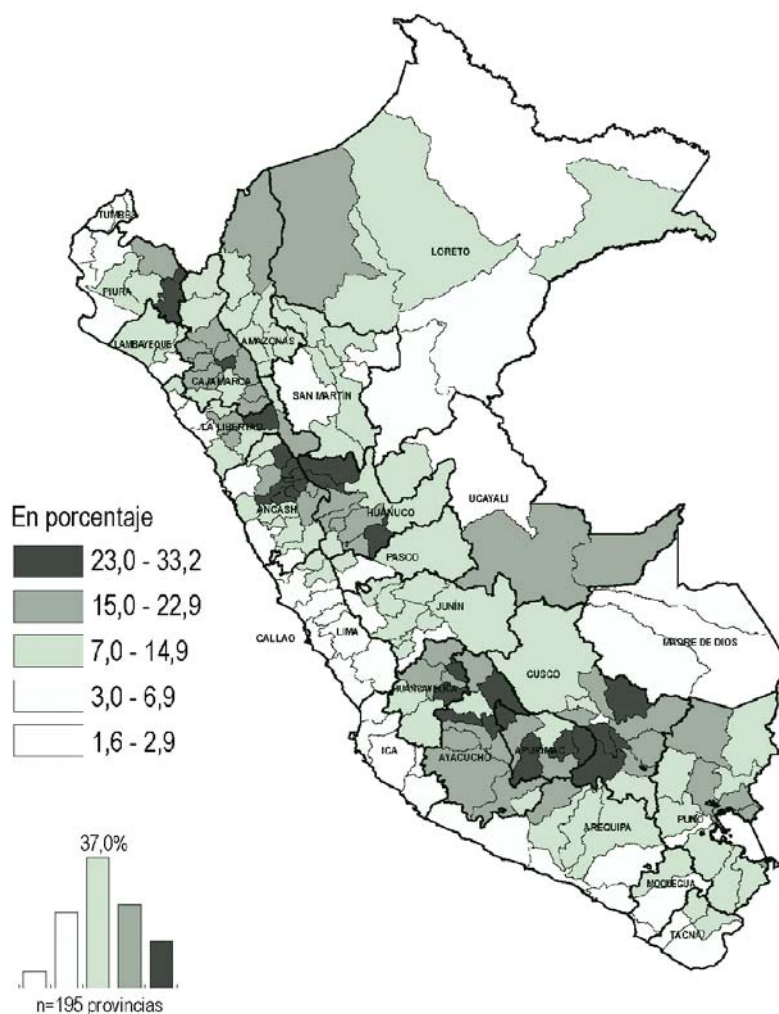 TUMBES
PIURA
LORETO
LAMBAYEQUE
AMAZONAS
CAJAMARCA
SAN MARTIN
LA LIBERTAD
ANCASH
HUANUCO
UCAYALI
PASCO
En porcentaje
23,0 - 33,2
15,0 - 22,9
7,0 - 14,9
3,0 - 6,9
1,6 - 2,9
JUNÍN
CALLAO
LIMA
MADRE DE DIOS
CUSCO
HUANCAVELICA
ICA
AYACUCHO
APURIMAC
AREQUIPA
PUNO
MOQUEGUA
TACNA
37,0%
n=195 provincias